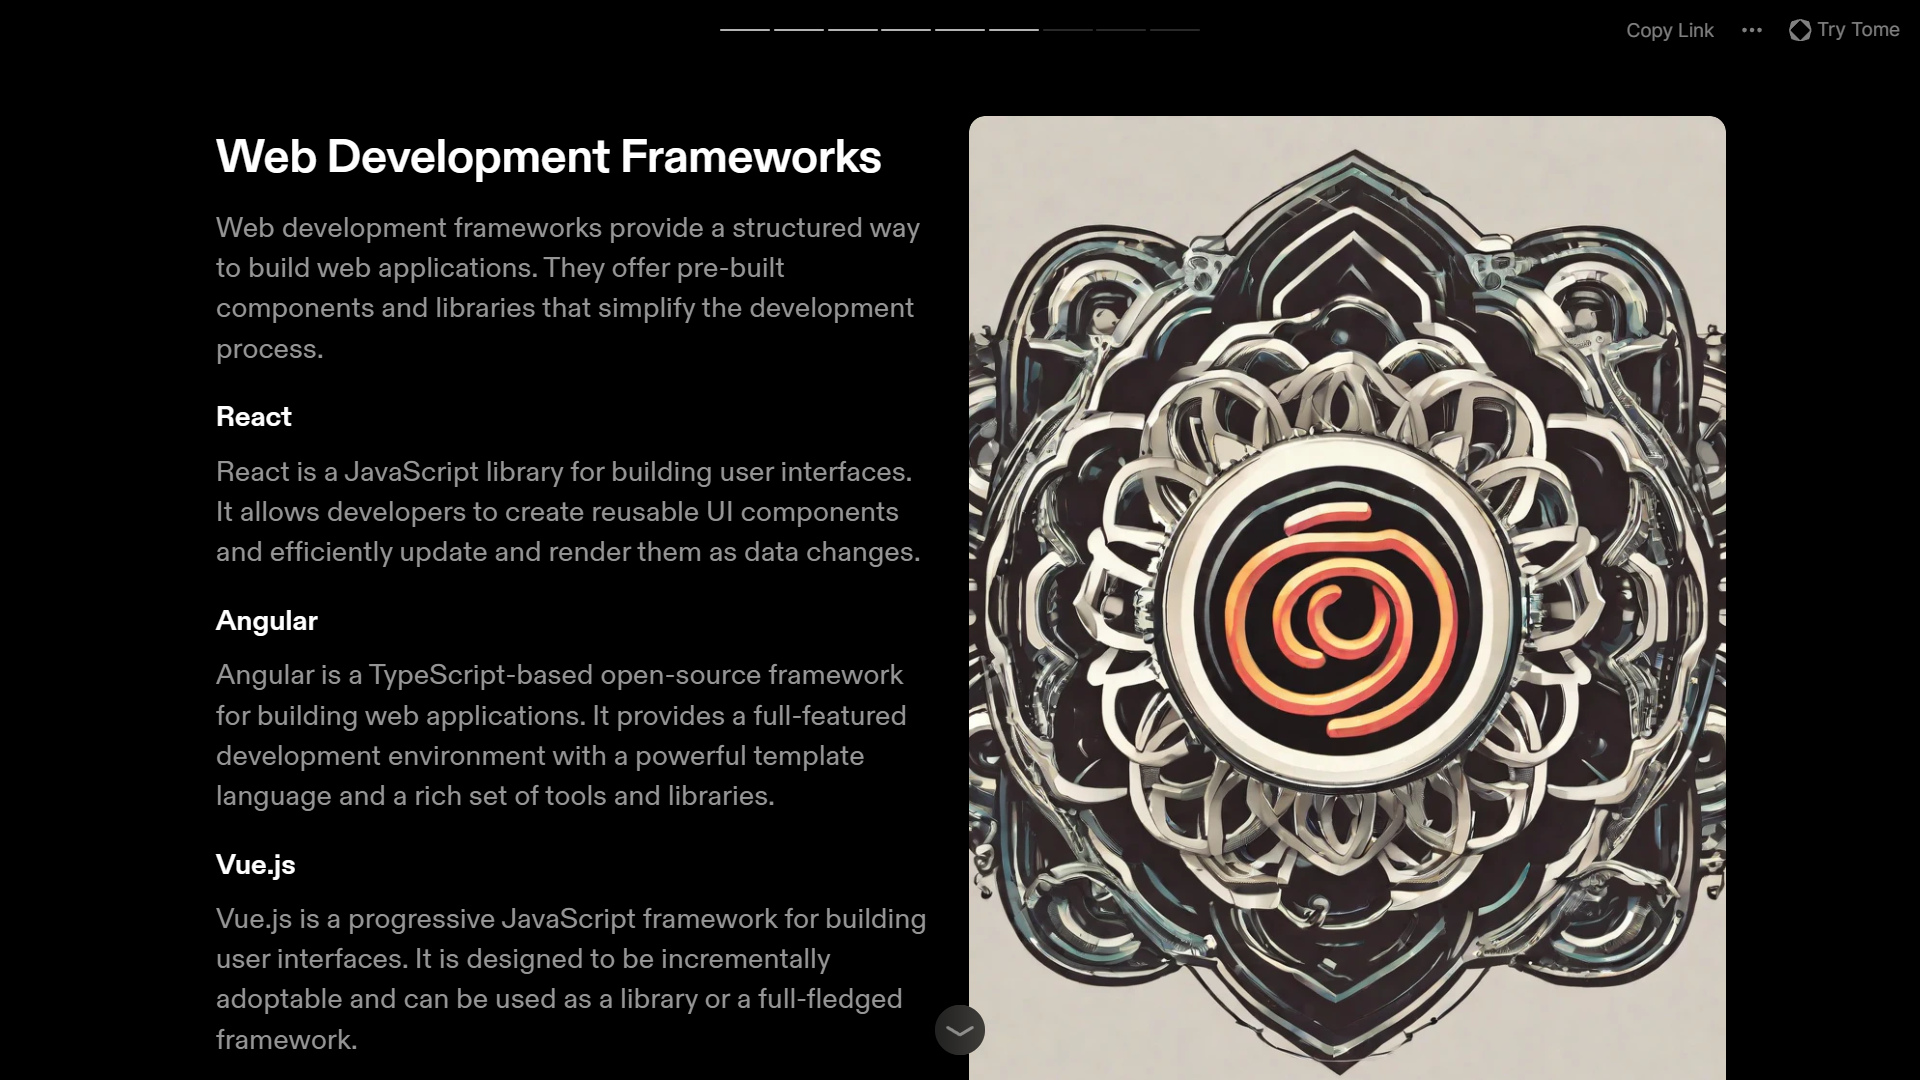 Copy Link
Try Tome
Web Development Frameworks
Web development frameworks provide a structured way
to build web applications. They offer pre-built
components and libraries that simplify the development
process.
React
React is a JavaScript library for building user interfaces.
It allows developers to create reusable UI components
and efficiently update and render them as data changes.
Angular
Angular is a TypeScript-based open-source framework
for building web applications. It provides a full-featured
development environment with a powerful template
language and a rich set of tools and libraries.
Vue.js
Vue.js is a progressive JavaScript framework for building
user interfaces. It is designed to be incrementally
adoptable and can be used as a library or a full-fledged
framework.